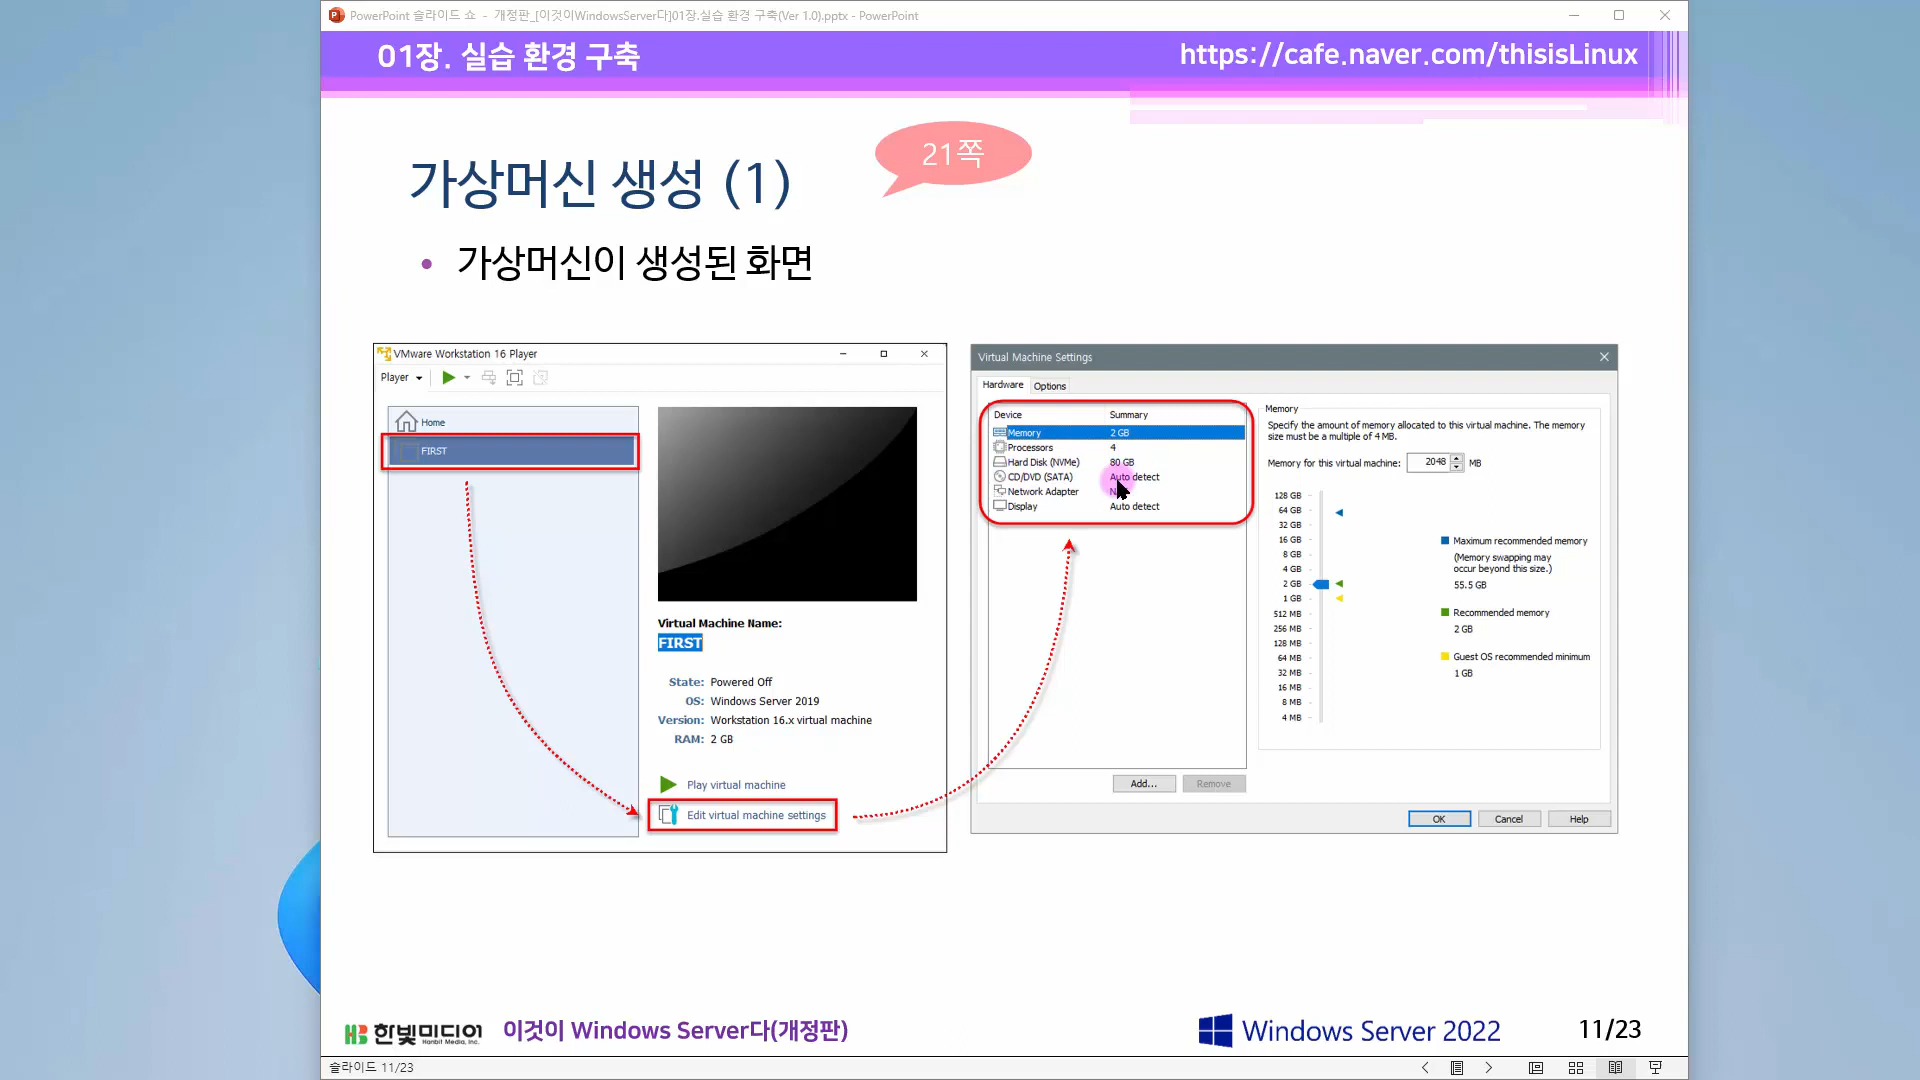 PowerPoint 슬라이드 쇼 - 개정판_[이것이WindowsServer다]01장.실습 환경 구축(Ver 1.0).pptx - PowerPoint
01장. 실습 환경 구축
https://cafe.naver.com/thisisLinux
가상머신 생성 (1)
21쪽
• 가상머신이 생성된 화면
VMware Workstation 16 Player
Player
Home
FIRST
Virtual Machine Name:
FIRST
State: Powered Off
OS: Windows Server 2019
Version: Workstation 16.x virtual machine
RAM: 2 GB
Play virtual machine
Edit virtual machine settings
Virtual Machine Settings
Hardware
Options
Device Summary
Memory 2 GB
Processors 4
Hard Disk (NVMe) 80 GB
CD/DVD (SATA) Auto detect
Network Adapter
Display Auto detect
Add...
Remove
Memory
Specify the amount of memory allocated to this virtual machine. The memory
size must be a multiple of 4 MB.
Memory for this virtual machine: 2048 MB
128 GB
64 GB
32 GB
16 GB
8 GB
4 GB
2 GB
1 GB
512 MB
256 MB
128 MB
64 MB
32 MB
16 MB
8 MB
4 MB
Maximum recommended memory
(Memory swapping may
occur beyond this size.)
55.5 GB
Recommended memory
2 GB
Guest OS recommended minimum
1 GB
OK
Cancel
Help
한빛미디어
Hanbit Media, Inc.
이것이 Windows Server다(개정판)
Windows Server 2022
11/23
슬라이드 11/23